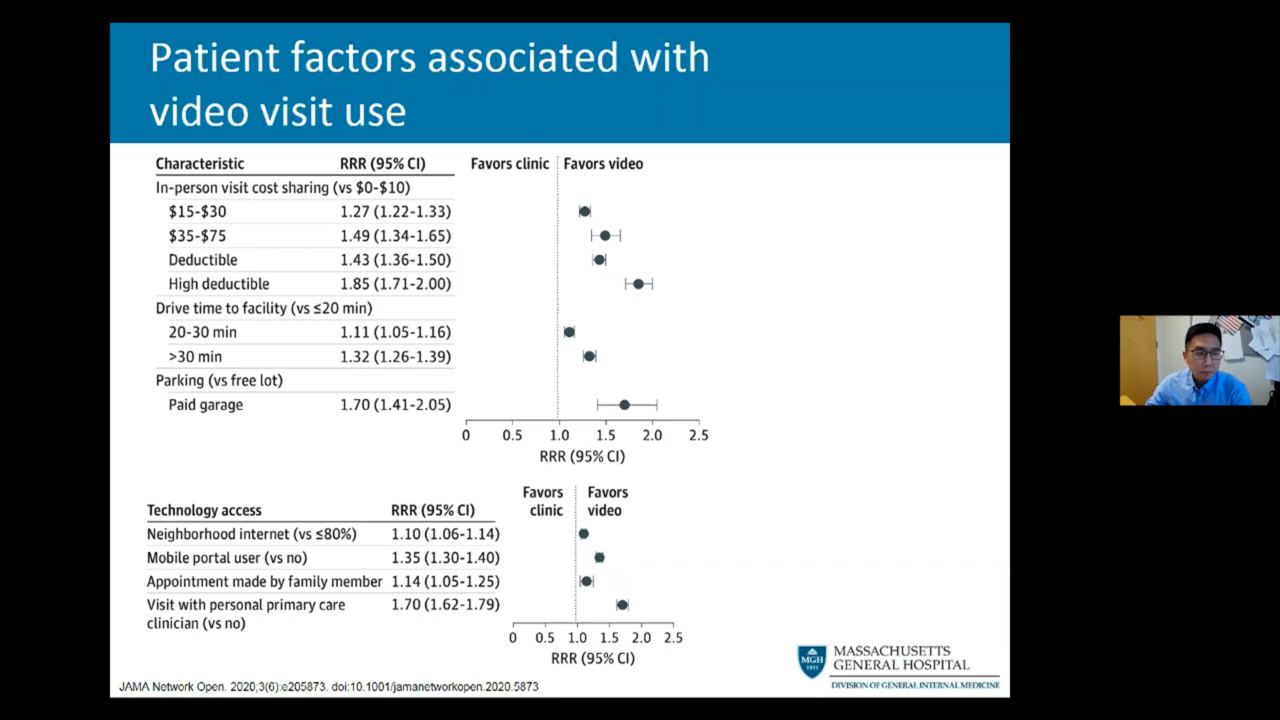 Patient factors associated with
video visit use
Characteristic RRR (95% CI) Favors clinic Favors video
In-person visit cost sharing (vs $0-$10)
$15-$30 1.27 (1.22-1.33)
$35-$75 1.49 (1.34-1.65)
Deductible 1.43 (1.36-1.50)
High deductible 1.85 (1.71-2.00)
Drive time to facility (vs ≤20 min)
20-30 min 1.11 (1.05-1.16)
>30 min 1.32 (1.26-1.39)
Parking (vs free lot)
Paid garage 1.70 (1.41-2.05)
0 0.5 1.0 1.5 2.0 2.5
RRR (95% CI)
Favors clinic Favors video
Technology access RRR (95% CI)
Neighborhood internet (vs ≤80%) 1.10 (1.06-1.14)
Mobile portal user (vs no) 1.35 (1.30-1.40)
Appointment made by family member 1.14 (1.05-1.25)
Visit with personal primary care 1.70 (1.62-1.79)
clinician (vs no)
0 0.5 1.0 1.5 2.0 2.5
RRR (95% CI)
MGH
1811
MASSACHUSETTS
GENERAL HOSPITAL
DIVISION OF GENERAL INTERNAL MEDICINE
JAMA Network Open. 2020;3(6):e205873. doi:10.1001/jamanetworkopen.2020.5873